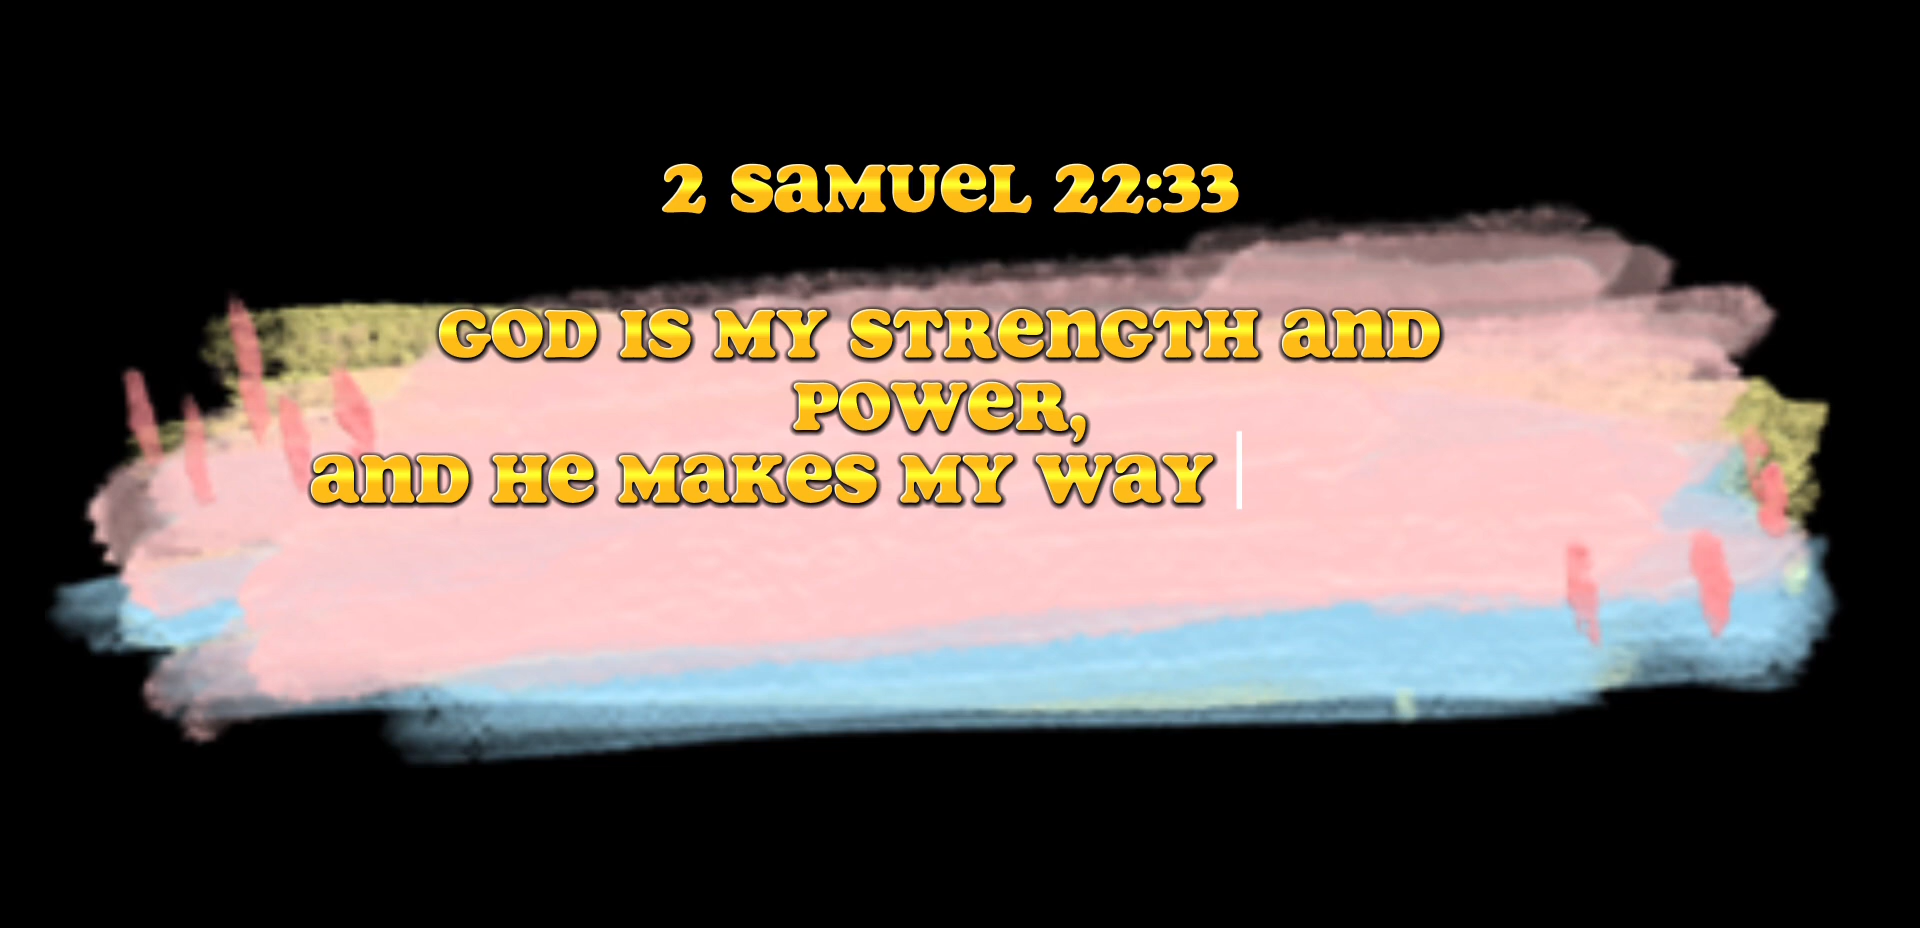 2 Samuel 22:33
God is my strength and
power,
and He makes my way